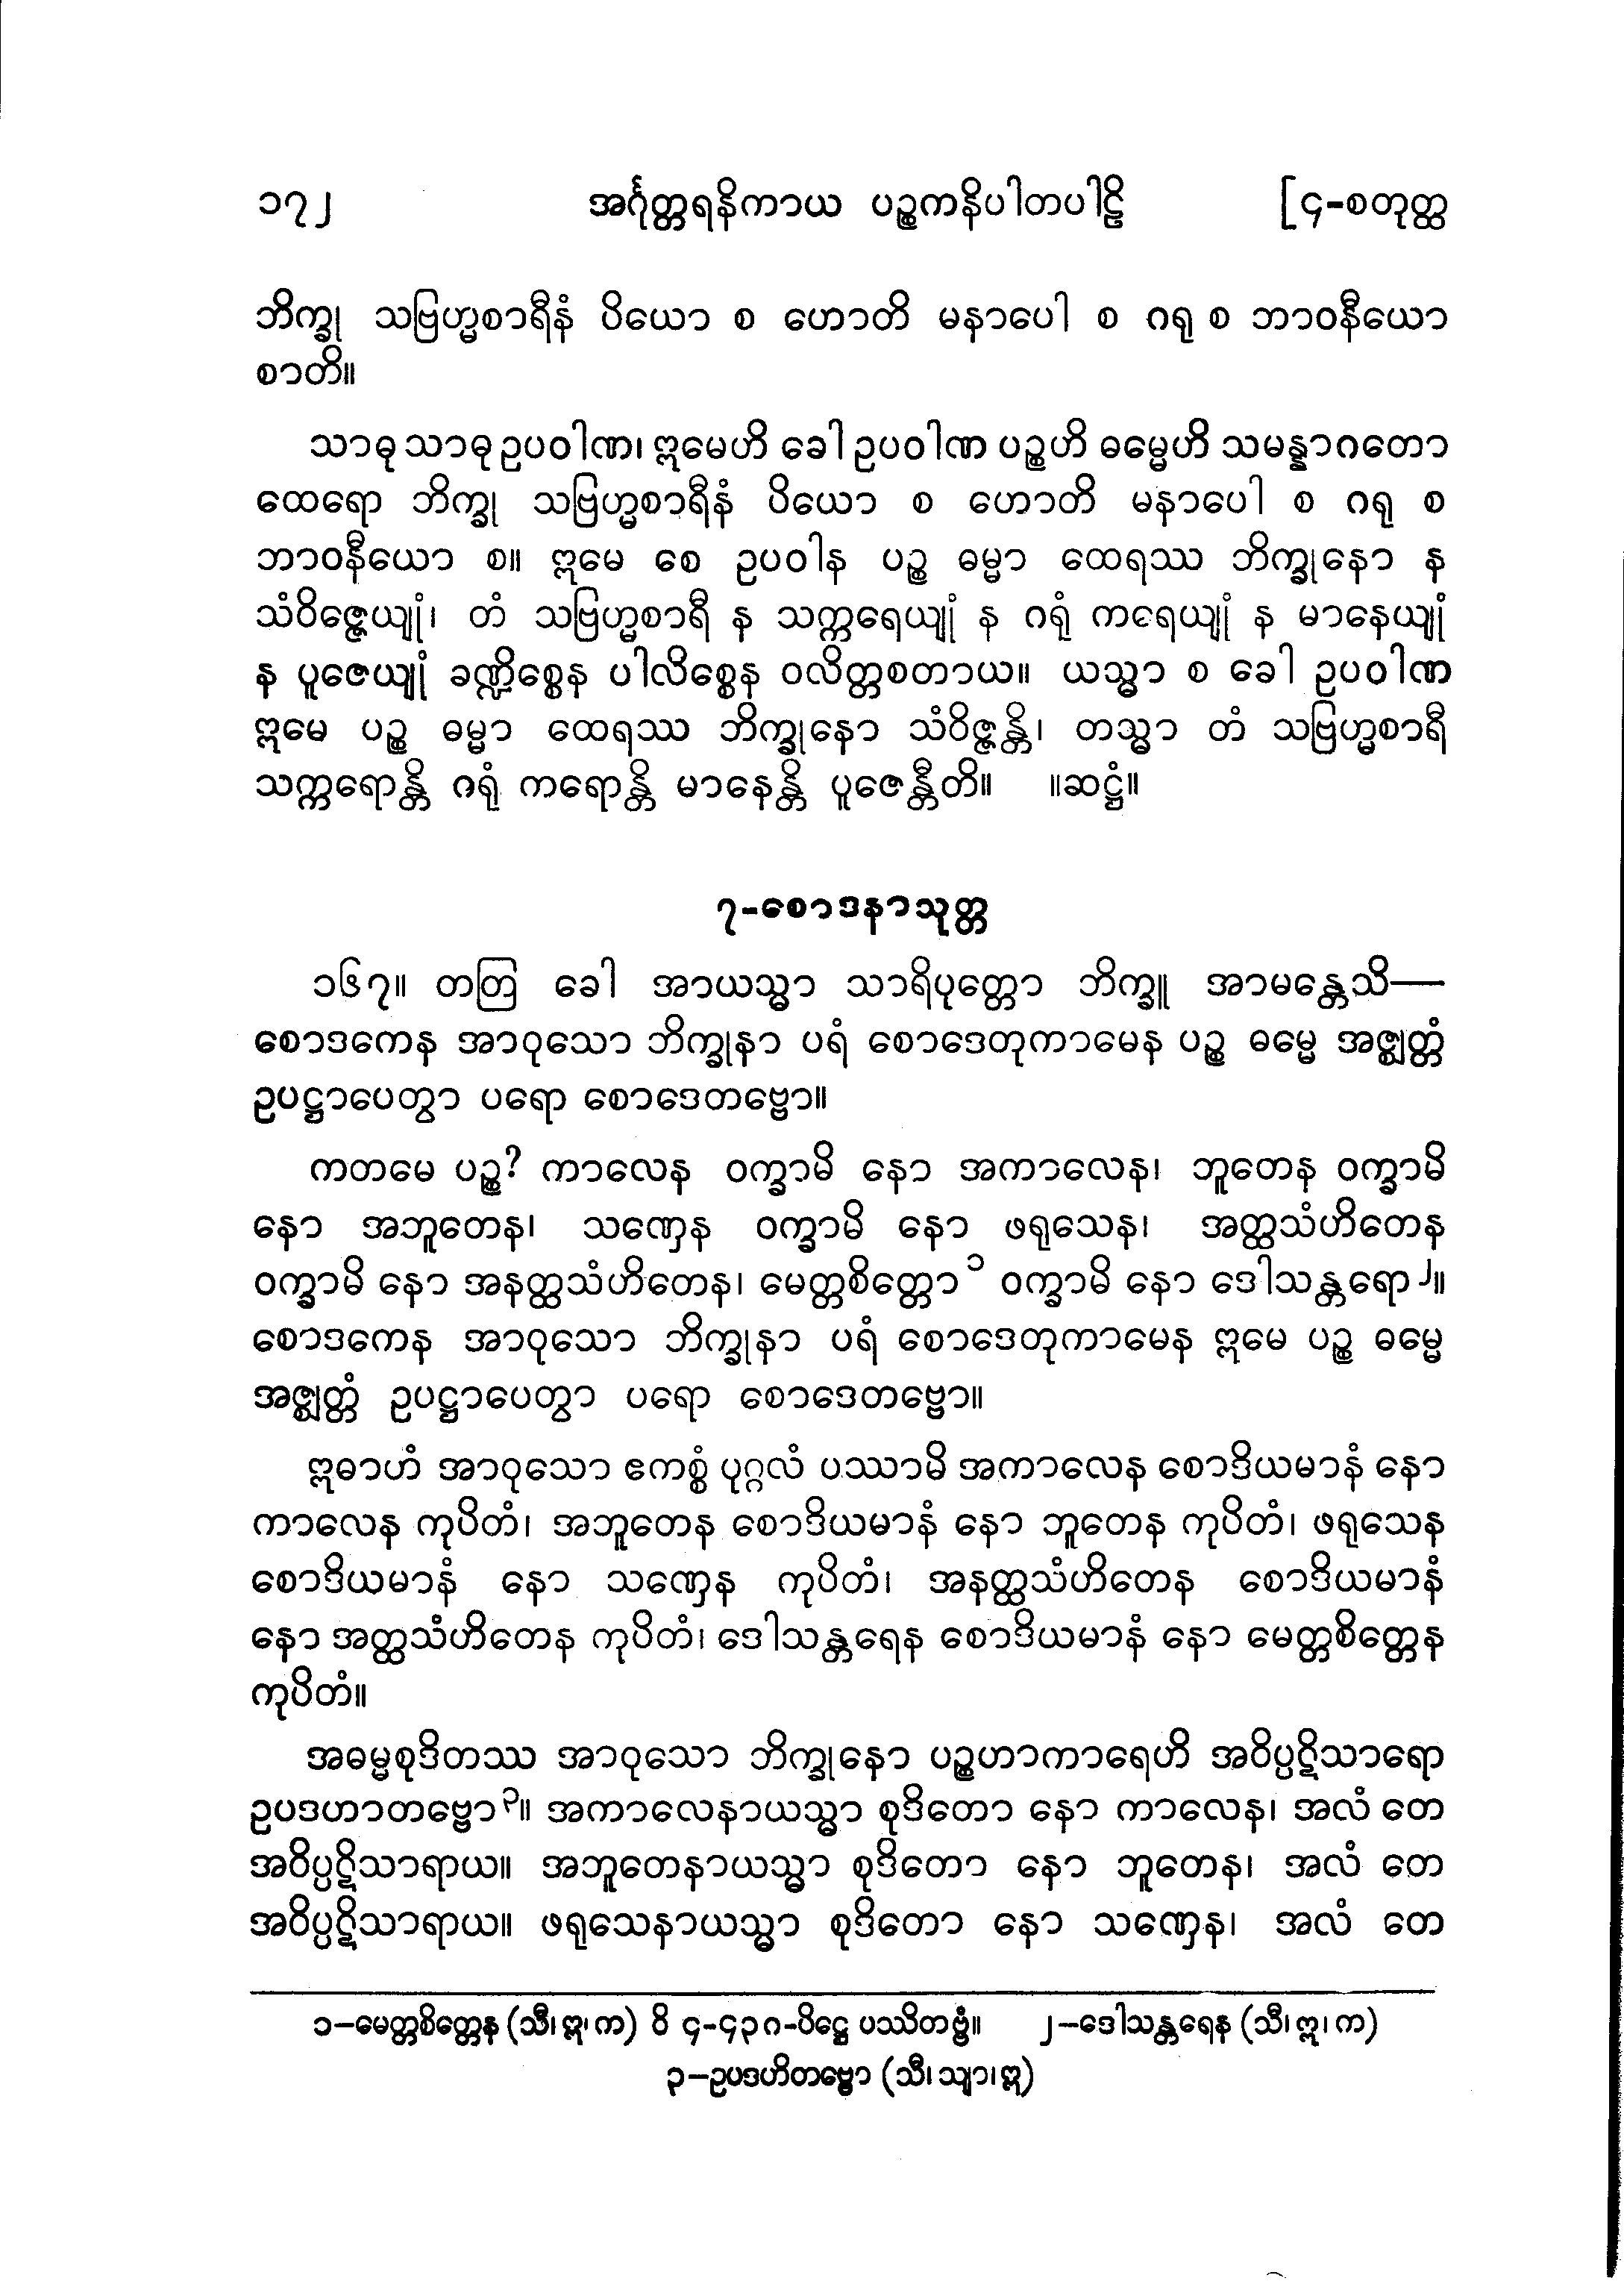 ၁၇၂ အင်္ဂုတ္တရနိကာယ ပဉ္စကနိပါတပါဠိ [၄-စတုတ္ထ
ဘိက္ခု သဗြဟ္မစာရီနံ ပိယော စ ဟောတိ မနာပေါ စ ဂရု စ ဘာဝနီယော
စာတိ။
သာဓု သာဓု ဥပဝါဏ၊ ဣမေဟိ ခေါ ဥပဝါဏ ပဉ္စဟိ ဓမ္မေဟိ သမန္နာဂတော
ထေရော ဘိက္ခု သဗြဟ္မစာရီနံ ပိယော စ ဟောတိ မနာပေါ စ ဂရု စ
ဘာဝနီယော စ။ ဣမေ စေ ဥပဝါန ပဉ္စ ဓမ္မာ ထေရဿ ဘိက္ခုနော န
သံဝိဇ္ဇေယျုံ၊ တံ သဗြဟ္မစာရီ န သက္ကရေယျုံ န ဂရုံ ကရေယျုံ န မာနေယျုံ
န ပူဇေယျုံ ခဏ္ဍိစ္စေန ပါလိစ္စေန ဝလိတ္တစတာယ။ ယသ္မာ စ ခေါ ဥပဝါဏ
ဣမေ ပဉ္စ ဓမ္မာ ထေရဿ ဘိက္ခုနော သံဝိဇ္ဇန္တိ၊ တသ္မာ တံ သဗြဟ္မစာရီ
သက္ကရောန္တိ ဂရုံ ကရောန္တိ မာနေန္တိ ပူဇေန္တီတိ။ ။ဆဋ္ဌံ။
၇-စောဒနာသုတ္တ
၁၆၇။ တတြ ခေါ အာယသ္မာ သာရိပုတ္တော ဘိက္ခူ အာမန္တေသိ—
စောဒကေန အာဝုသော ဘိက္ခုနာ ပရံ စောဒေတုကာမေန ပဉ္စ ဓမ္မေ အဇ္ဈတ္တံ
ဥပဋ္ဌာပေတွာ ပရော စောဒေတဗ္ဗော။
ကတမေ ပဉ္စ? ကာလေန ဝက္ခာမိ နော အကာလေန၊ ဘူတေန ဝက္ခာမိ
နော အဘူတေန၊ သဏှေန ဝက္ခာမိ နော ဖရုသေန၊ အတ္ထသံဟိတေန
ဝက္ခာမိ နော အနတ္ထသံဟိတေန၊ မေတ္တစိတ္တော ၁ ဝက္ခာမိ နော ဒေါသန္တရော ၂။
စောဒကေန အာဝုသော ဘိက္ခုနာ ပရံ စောဒေတုကာမေန ဣမေ ပဉ္စ ဓမ္မေ
အဇ္ဈတ္တံ ဥပဋ္ဌာပေတွာ ပရော စောဒေတဗ္ဗော။
ဣဓာဟံ အာဝုသော ဧကစ္စံ ပုဂ္ဂလံ ပဿာမိ အကာလေန စောဒိယမာနံ နော
ကာလေန ကုပိတံ၊ အဘူတေန စောဒိယမာနံ နော ဘူတေန ကုပိတံ၊ ဖရုသေန
စောဒိယမာနံ နော သဏှေန ကုပိတံ၊ အနတ္ထသံဟိတေန စောဒိယမာနံ
နော အတ္ထသံဟိတေန ကုပိတံ၊ ဒေါသန္တရေန စောဒိယမာနံ နော မေတ္တစိတ္တေန
ကုပိတံ။
အဓမ္မစုဒိတဿ အာဝုသော ဘိက္ခုနော ပဉ္စဟာကာရေဟိ အဝိပ္ပဋိသာရော
ဥပဒဟာတဗ္ဗော ၃။ အကာလေနာယသ္မာ စုဒိတော နော ကာလေန၊ အလံ တေ
အဝိပ္ပဋိသာရာယ။ အဘူတေနာယသ္မာ စုဒိတော နော ဘူတေန၊ အလံ တေ
အဝိပ္ပဋိသာရာယ။ ဖရုသေနာယသ္မာ စုဒိတော နော သဏှေန၊ အလံ တေ
၁—မေတ္တစိတ္တေန (သီ၊ ဣ၊ က) ဝိ ၄-၄၃၈-ပိဋ္ဌေ ပဿိတဗ္ဗံ။ ၂—ဒေါသန္တရေန (သီ၊ ဣ၊ က)
၃—ဥပဒဟိတဗ္ဗော (သီ၊ သျာ၊ ဣ)